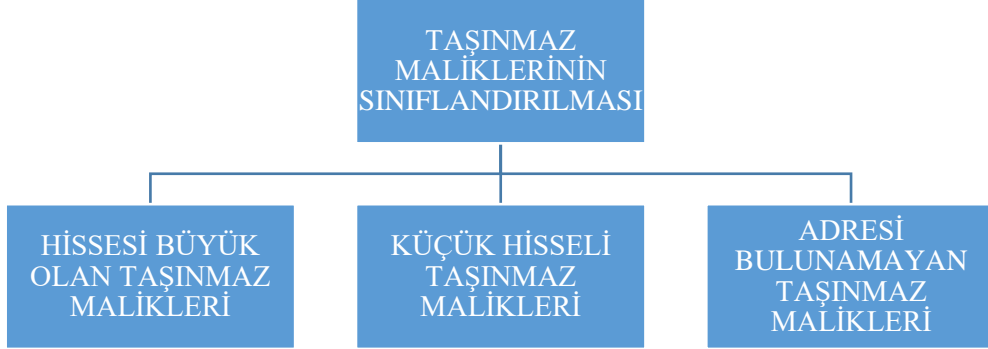 TAŞINMAZ
MALİKLERİNİN
SINIFLANDIRILMASI
HİSSESİ BÜYÜK
OLAN TAŞINMAZ
MALİKLERİ
KÜÇÜK HİSSELİ
TAŞINMAZ
MALİKLERİ
ADRESİ
BULUNAMAYAN
TAŞINMAZ
MALİKLERİ